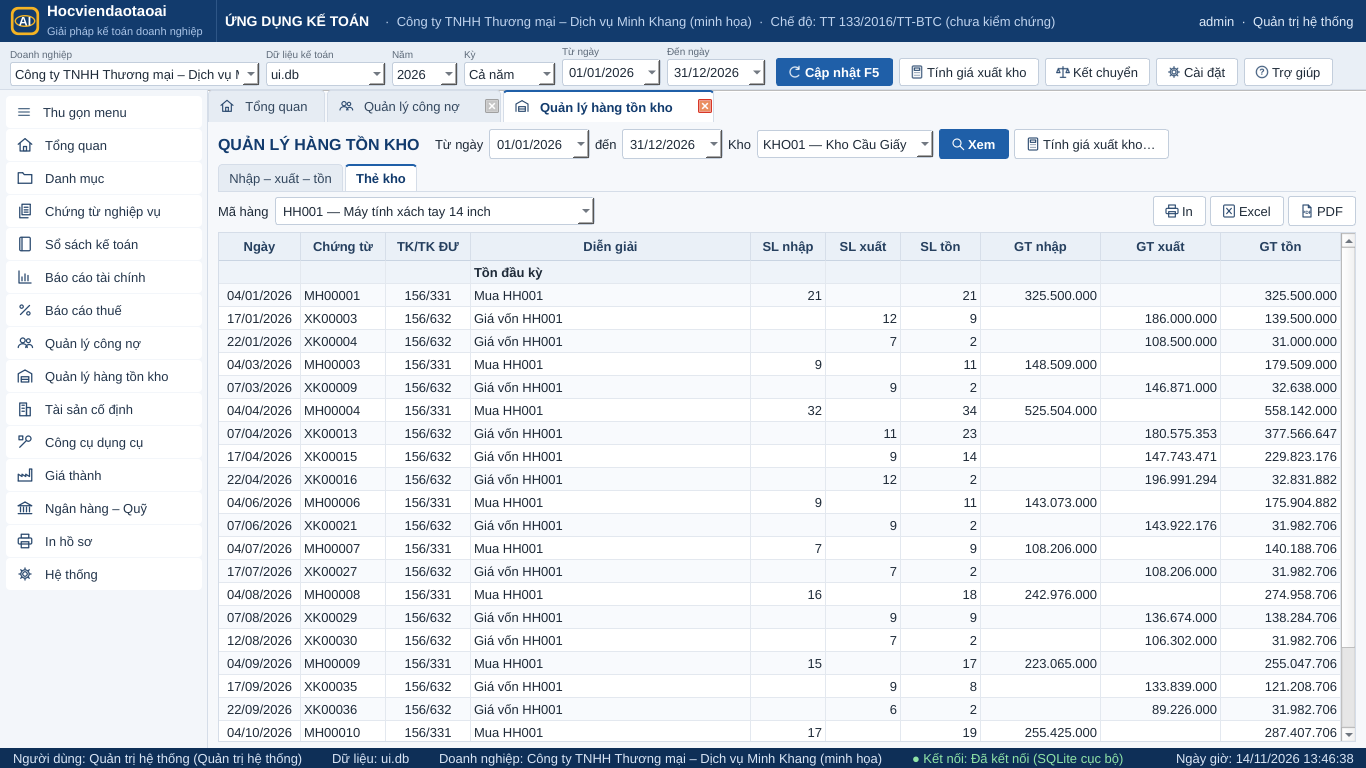 AI Hocviendaotaoai
Giải pháp kế toán doanh nghiệp
ỨNG DỤNG KẾ TOÁN · Công ty TNHH Thương mại – Dịch vụ Minh Khang (minh họa) · Chế độ: TT 133/2016/TT-BTC (chưa kiểm chứng)
admin · Quản trị hệ thống
Doanh nghiệp Dữ liệu kế toán Năm Kỳ Từ ngày Đến ngày
Công ty TNHH Thương mại – Dịch vụ ui.db 2026 Cả năm 01/01/2026 31/12/2026 Cập nhật F5 Tính giá xuất kho Kết chuyển Cài đặt Trợ giúp
Thu gọn menu
Tổng quan
Danh mục
Chứng từ nghiệp vụ
Sổ sách kế toán
Báo cáo tài chính
Báo cáo thuế
Quản lý công nợ
Quản lý hàng tồn kho
Tài sản cố định
Công cụ dụng cụ
Giá thành
Ngân hàng – Quỹ
In hồ sơ
Hệ thống
Tổng quan Quản lý công nợ Quản lý hàng tồn kho
QUẢN LÝ HÀNG TỒN KHO Từ ngày 01/01/2026 đến 31/12/2026 Kho KHO01 — Kho Cầu Giấy Xem Tính giá xuất kho…
Nhập – xuất – tồn Thẻ kho
Mã hàng HH001 — Máy tính xách tay 14 inch In Excel PDF
Ngày Chứng từ TK/TK ĐƯ Diễn giải SL nhập SL xuất SL tồn GT nhập GT xuất GT tồn
Tồn đầu kỳ
04/01/2026 MH00001 156/331 Mua HH001 21 21 325.500.000 325.500.000
17/01/2026 XK00003 156/632 Giá vốn HH001 12 9 186.000.000 139.500.000
22/01/2026 XK00004 156/632 Giá vốn HH001 7 2 108.500.000 31.000.000
04/03/2026 MH00003 156/331 Mua HH001 9 11 148.509.000 179.509.000
07/03/2026 XK00009 156/632 Giá vốn HH001 9 2 146.871.000 32.638.000
04/04/2026 MH00004 156/331 Mua HH001 32 34 525.504.000 558.142.000
07/04/2026 XK00013 156/632 Giá vốn HH001 11 23 180.575.353 377.566.647
17/04/2026 XK00015 156/632 Giá vốn HH001 9 14 147.743.471 229.823.176
22/04/2026 XK00016 156/632 Giá vốn HH001 12 2 196.991.294 32.831.882
04/06/2026 MH00006 156/331 Mua HH001 9 11 143.073.000 175.904.882
07/06/2026 XK00021 156/632 Giá vốn HH001 9 2 143.922.176 31.982.706
04/07/2026 MH00007 156/331 Mua HH001 7 9 108.206.000 140.188.706
17/07/2026 XK00027 156/632 Giá vốn HH001 7 2 108.206.000 31.982.706
04/08/2026 MH00008 156/331 Mua HH001 16 18 242.976.000 274.958.706
07/08/2026 XK00029 156/632 Giá vốn HH001 9 9 136.674.000 138.284.706
12/08/2026 XK00030 156/632 Giá vốn HH001 7 2 106.302.000 31.982.706
04/09/2026 MH00009 156/331 Mua HH001 15 17 223.065.000 255.047.706
17/09/2026 XK00035 156/632 Giá vốn HH001 9 8 133.839.000 121.208.706
22/09/2026 XK00036 156/632 Giá vốn HH001 6 2 89.226.000 31.982.706
04/10/2026 MH00010 156/331 Mua HH001 17 19 255.425.000 287.407.706
Người dùng: Quản trị hệ thống (Quản trị hệ thống) Dữ liệu: ui.db Doanh nghiệp: Công ty TNHH Thương mại – Dịch vụ Minh Khang (minh họa) ● Kết nối: Đã kết nối (SQLite cục bộ) Ngày giờ: 14/11/2026 13:46:38